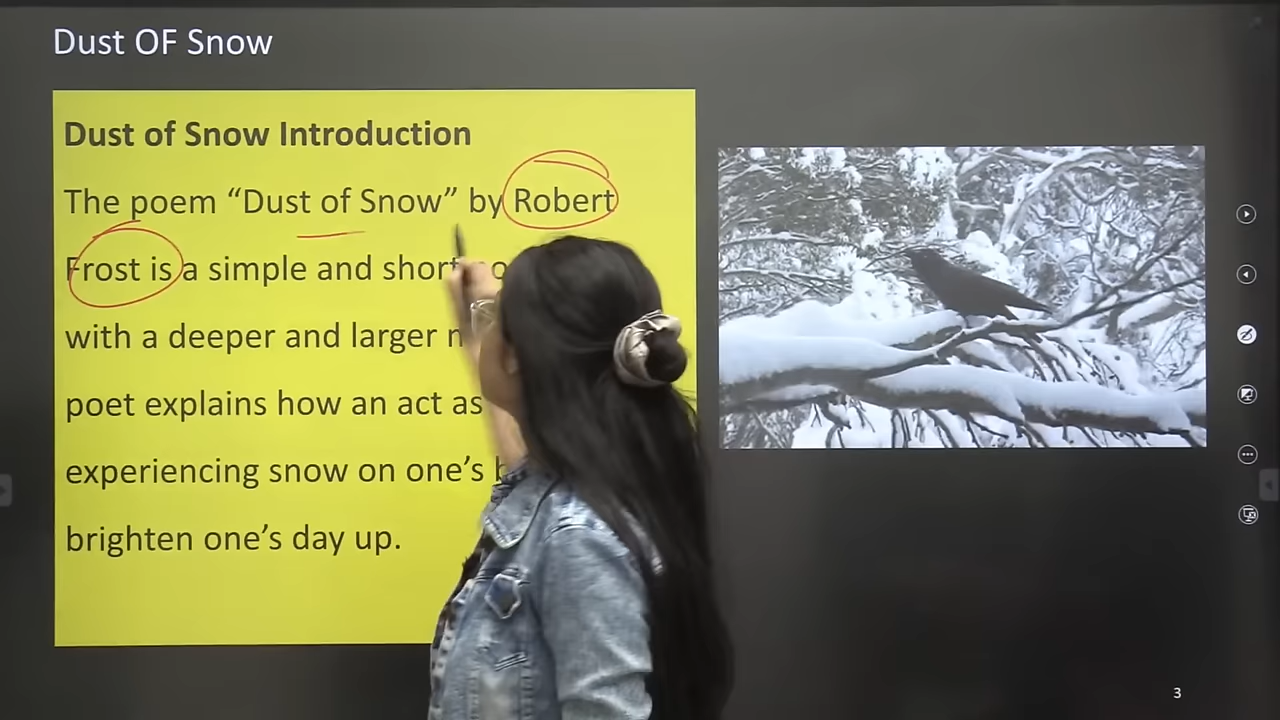 Dust OF Snow
Dust of Snow Introduction
The poem “Dust of Snow” by Robert
Frost is a simple and short
with a deeper and larger
poet explains how an act as
experiencing snow on one’s
brighten one’s day up.
3